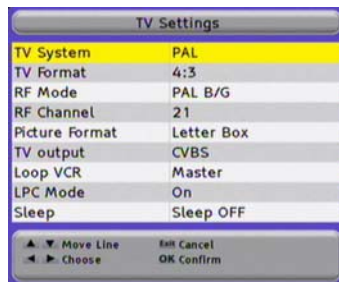 TV Settings
TV System PAL
TV Format 4:3
RF Mode PAL B/G
RF Channel 21
Picture Format Letter Box
TV output CVBS
Loop VCR Master
LPC Mode On
Sleep Sleep OFF
▲ ▼ Move Line Exit Cancel
◄ ► Choose OK Confirm